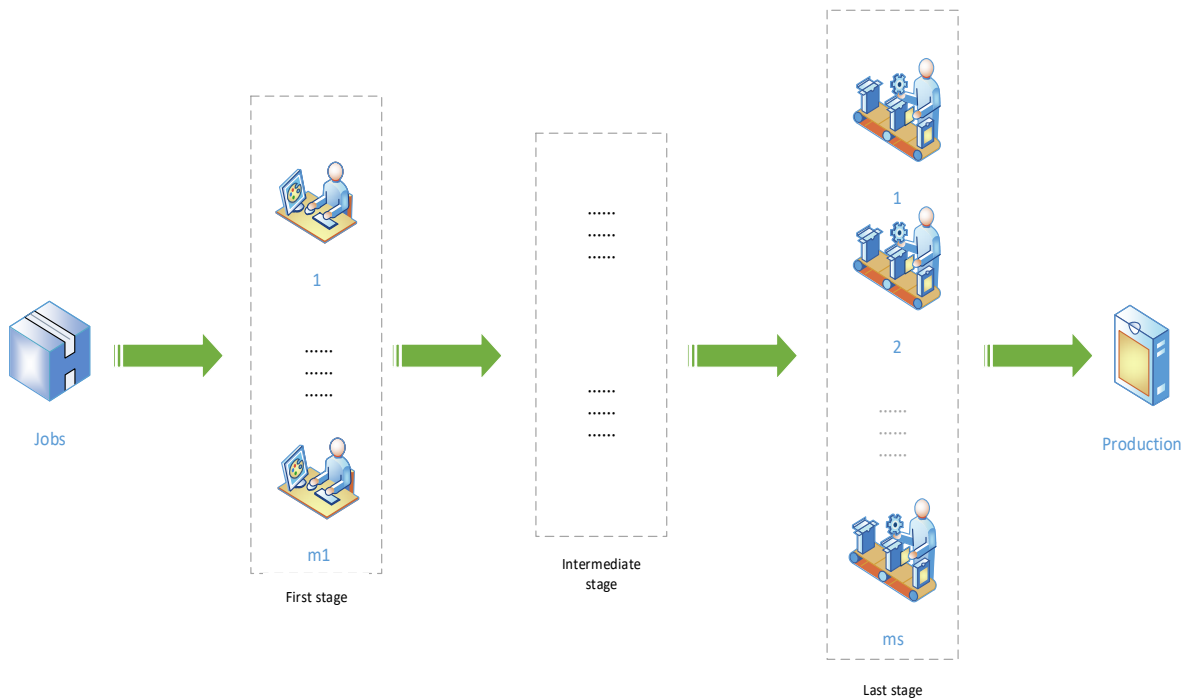 Jobs
1
......
......
......
m1
First stage
......
......
......
......
......
......
Intermediate
stage
1
2
......
......
......
ms
Last stage
Production